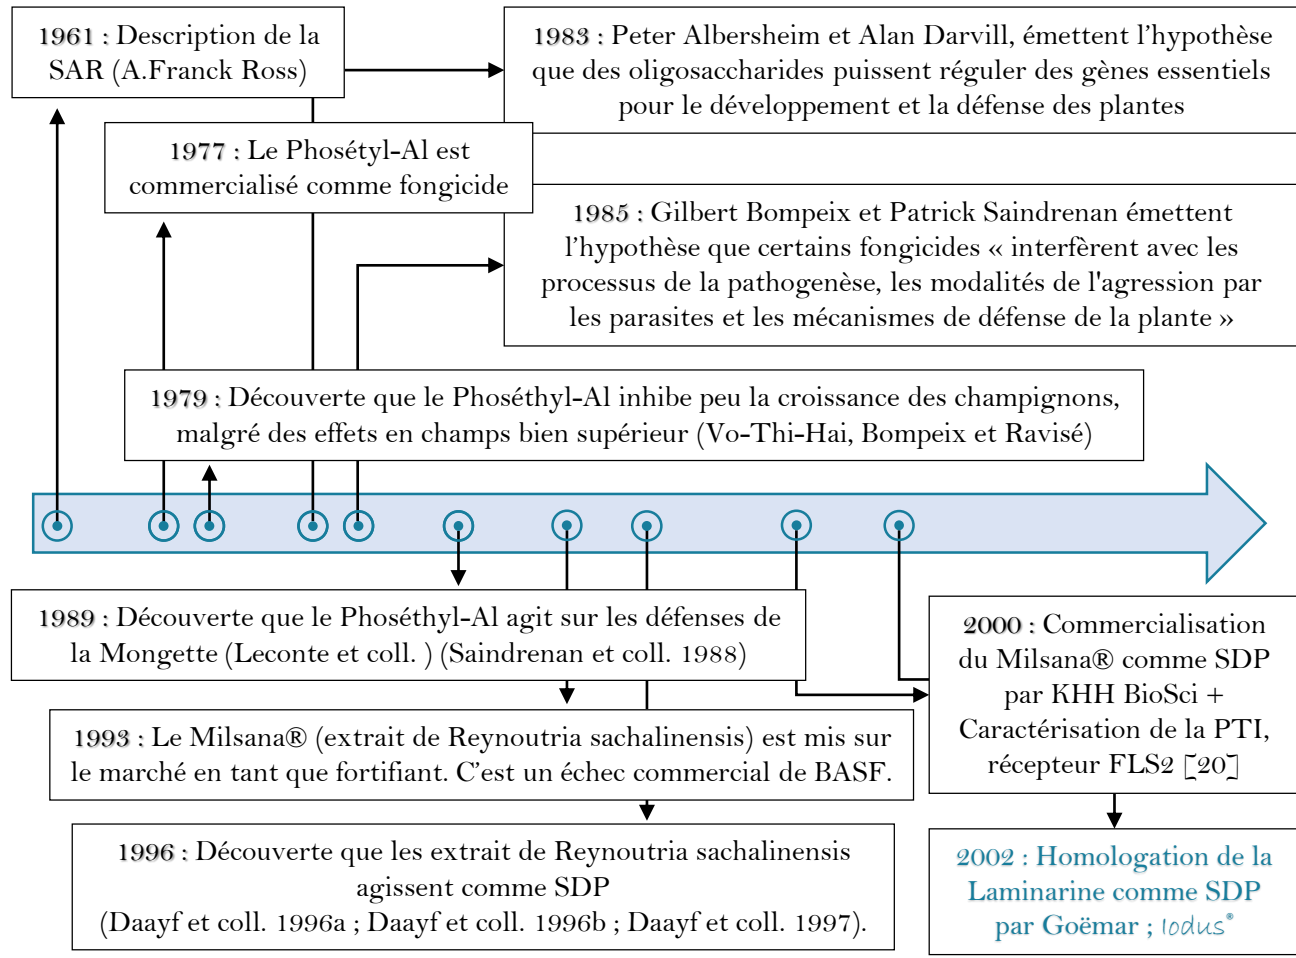 1961 : Description de la
SAR (A.Franck Ross)
1983 : Peter Albersheim et Alan Darvill, émettent l’hypothèse
que des oligosaccharides puissent réguler des gènes essentiels
pour le développement et la défense des plantes
1977 : Le Phosétyl-Al est
commercialisé comme fongicide
1985 : Gilbert Bompeix et Patrick Saindrenan émettent
l’hypothèse que certains fongicides « interfèrent avec les
processus de la pathogenèse, les modalités de l'agression par
les parasites et les mécanismes de défense de la plante »
1979 : Découverte que le Phoséthyl-Al inhibe peu la croissance des champignons,
malgré des effets en champs bien supérieur (Vo-Thi-Hai, Bompeix et Ravisé)
1989 : Découverte que le Phoséthyl-Al agit sur les défenses de
la Mongette (Leconte et coll. ) (Saindrenan et coll. 1988)
1993 : Le Milsana® (extrait de Reynoutria sachalinensis) est mis sur
le marché en tant que fortifiant. C’est un échec commercial de BASF.
1996 : Découverte que les extrait de Reynoutria sachalinensis
agissent comme SDP
(Daayf et coll. 1996a ; Daayf et coll. 1996b ; Daayf et coll. 1997).
2000 : Commercialisation
du Milsana® comme SDP
par KHH BioSci +
Caractérisation de la PTI,
récepteur FLS2 [20]
2002 : Homologation de la
Laminarine comme SDP
par Goëmar ; Iodus®